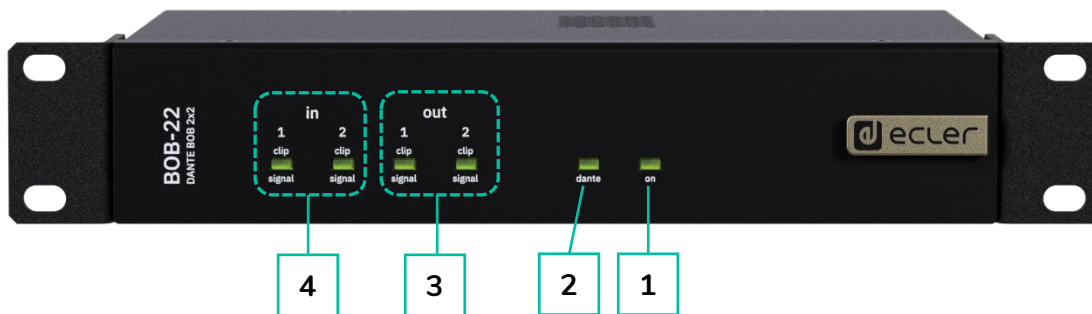 BOB-22
DANTE BOB 2x2
in
out
1
2
1
2
clip
clip
clip
clip
signal
signal
signal
signal
dante
on
ecler
4
3
2
1